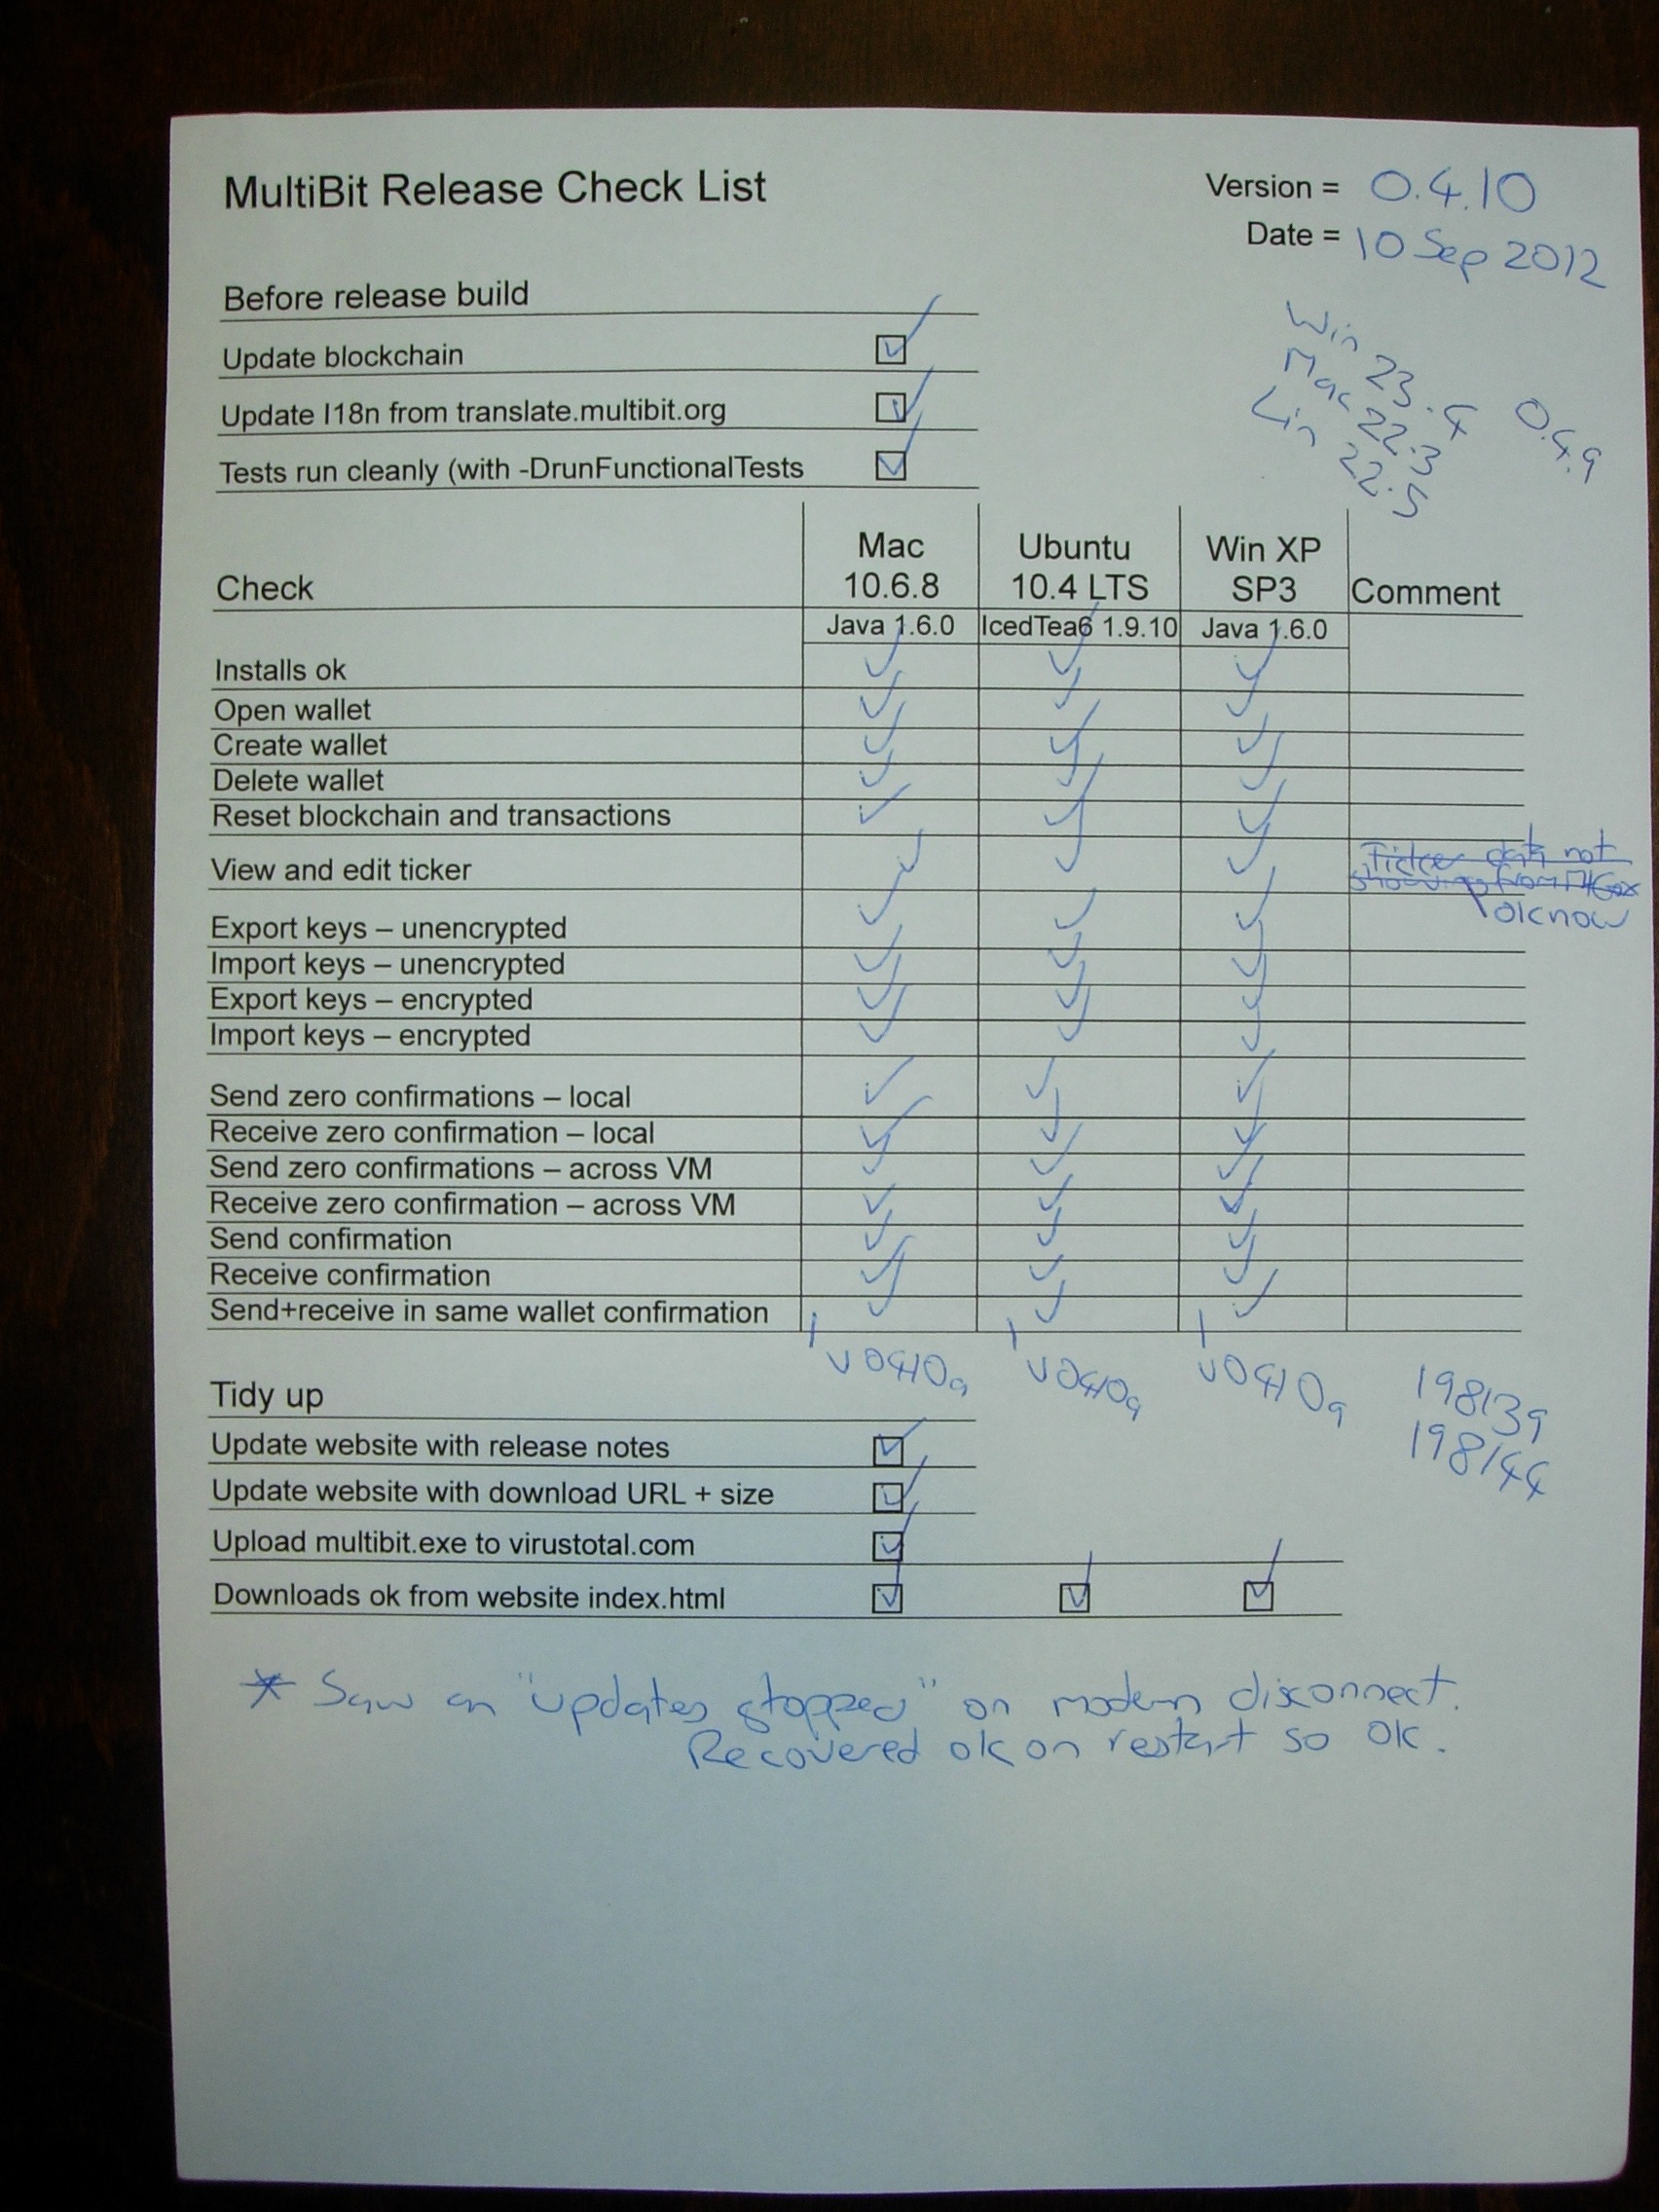 MultiBit Release Check List
Version = 0.4.10
Date = 10 Sep 2012
Before release build
Update blockchain
Update I18n from translate.multibit.org
Tests run cleanly (with -DrunFunctionalTests
Win 23.4
Mac 22.3
Lin 22.5
0.4.9
Check
Mac
10.6.8
Ubuntu
10.4 LTS
Win XP
SP3
Comment
Java 1.6.0 IcedTea6 1.9.10 Java 1.6.0
Installs ok
Open wallet
Create wallet
Delete wallet
Reset blockchain and transactions
View and edit ticker
Ticker data not
showing from MtGox
ok now
Export keys – unencrypted
Import keys – unencrypted
Export keys – encrypted
Import keys – encrypted
Send zero confirmations – local
Receive zero confirmation – local
Send zero confirmations – across VM
Receive zero confirmation – across VM
Send confirmation
Receive confirmation
Send+receive in same wallet confirmation
v0410a v0410a v0410a
198139
198144
Tidy up
Update website with release notes
Update website with download URL + size
Upload multibit.exe to virustotal.com
Downloads ok from website index.html
* Saw an "updates stopped" on modem disconnect.
Recovered ok on restart so ok.